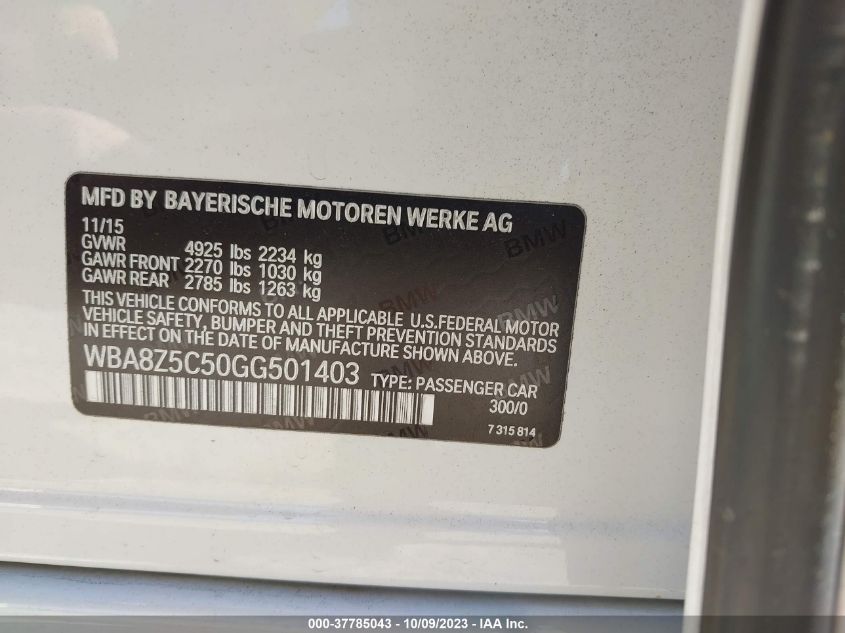 MFD BY BAYERISCHE MOTOREN WERKE AG
11/15
GVWR 4925 lbs 2234 kg
GAWR FRONT 2270 lbs 1030 kg
GAWR REAR 2785 lbs 1263 kg
THIS VEHICLE CONFORMS TO ALL APPLICABLE U.S.FEDERAL MOTOR
VEHICLE SAFETY, BUMPER AND THEFT PREVENTION STANDARDS
IN EFFECT ON THE DATE OF MANUFACTURE SHOWN ABOVE.
WBA8Z5C50GG501403 TYPE: PASSENGER CAR
300/0
7 315 814
000-37785043 - 10/09/2023 - IAA Inc.